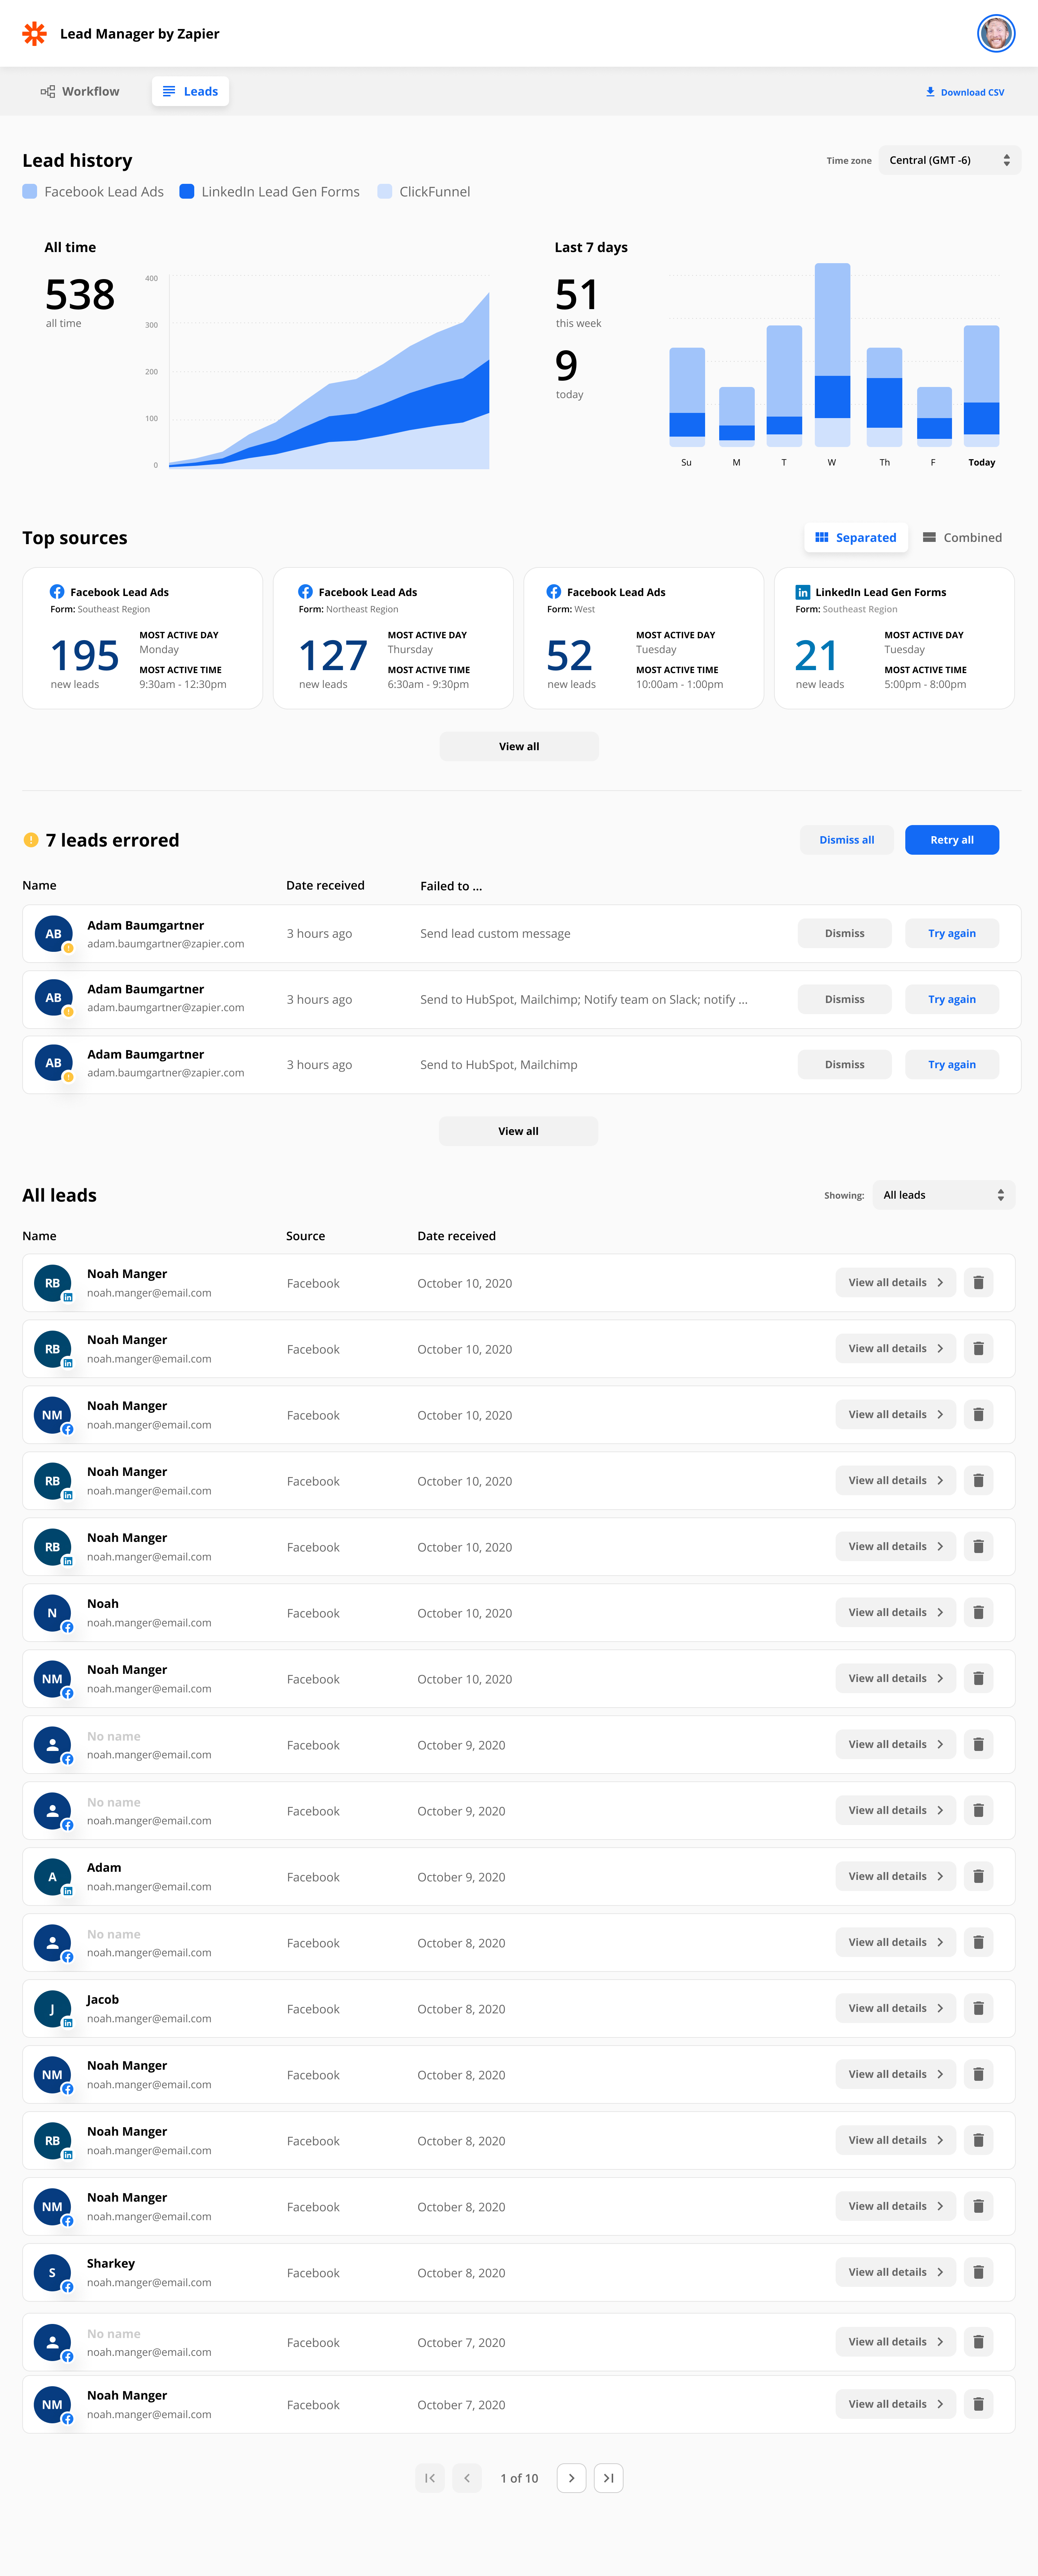 Lead Manager by Zapier
Workflow
Leads
Download CSV
Lead history
Time zone
Central (GMT -6)
Facebook Lead Ads
LinkedIn Lead Gen Forms
ClickFunnel
All time
538
all time
400
300
200
100
0
Last 7 days
51
this week
9
today
Su
M
T
W
Th
F
Today
Top sources
Separated
Combined
Facebook Lead Ads
Form: Southeast Region
195
new leads
MOST ACTIVE DAY
Monday
MOST ACTIVE TIME
9:30am - 12:30pm
Facebook Lead Ads
Form: Northeast Region
127
new leads
MOST ACTIVE DAY
Thursday
MOST ACTIVE TIME
6:30am - 9:30pm
Facebook Lead Ads
Form: West
52
new leads
MOST ACTIVE DAY
Tuesday
MOST ACTIVE TIME
10:00am - 1:00pm
LinkedIn Lead Gen Forms
Form: Southeast Region
21
new leads
MOST ACTIVE DAY
Tuesday
MOST ACTIVE TIME
5:00pm - 8:00pm
View all
7 leads errored
Dismiss all
Retry all
Name
Date received
Failed to ...
AB
Adam Baumgartner
adam.baumgartner@zapier.com
3 hours ago
Send lead custom message
Dismiss
Try again
AB
Adam Baumgartner
adam.baumgartner@zapier.com
3 hours ago
Send to HubSpot, Mailchimp; Notify team on Slack; notify ...
Dismiss
Try again
AB
Adam Baumgartner
adam.baumgartner@zapier.com
3 hours ago
Send to HubSpot, Mailchimp
Dismiss
Try again
View all
All leads
Showing:
All leads
Name
Source
Date received
RB
Noah Manger
noah.manger@email.com
Facebook
October 10, 2020
View all details
RB
Noah Manger
noah.manger@email.com
Facebook
October 10, 2020
View all details
NM
Noah Manger
noah.manger@email.com
Facebook
October 10, 2020
View all details
RB
Noah Manger
noah.manger@email.com
Facebook
October 10, 2020
View all details
RB
Noah Manger
noah.manger@email.com
Facebook
October 10, 2020
View all details
N
Noah
noah.manger@email.com
Facebook
October 10, 2020
View all details
NM
Noah Manger
noah.manger@email.com
Facebook
October 10, 2020
View all details
No name
noah.manger@email.com
Facebook
October 9, 2020
View all details
No name
noah.manger@email.com
Facebook
October 9, 2020
View all details
A
Adam
noah.manger@email.com
Facebook
October 9, 2020
View all details
No name
noah.manger@email.com
Facebook
October 8, 2020
View all details
J
Jacob
noah.manger@email.com
Facebook
October 8, 2020
View all details
NM
Noah Manger
noah.manger@email.com
Facebook
October 8, 2020
View all details
RB
Noah Manger
noah.manger@email.com
Facebook
October 8, 2020
View all details
NM
Noah Manger
noah.manger@email.com
Facebook
October 8, 2020
View all details
S
Sharkey
noah.manger@email.com
Facebook
October 8, 2020
View all details
No name
noah.manger@email.com
Facebook
October 7, 2020
View all details
NM
Noah Manger
noah.manger@email.com
Facebook
October 7, 2020
View all details
1 of 10